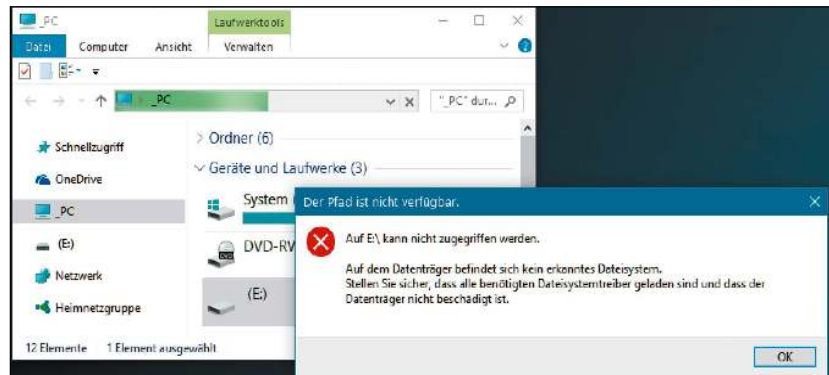 _PC
Laufwerktools
Datei Computer Ansicht Verwalten
_PC
"_PC" dur...
Schnellzugriff
OneDrive
_PC
(E:)
Netzwerk
Heimnetzgruppe
Ordner (6)
Geräte und Laufwerke (3)
System
DVD-RW
(E:)
12 Elemente 1 Element ausgewählt
Der Pfad ist nicht verfügbar.
Auf E:\ kann nicht zugegriffen werden.
Auf dem Datenträger befindet sich kein erkanntes Dateisystem.
Stellen Sie sicher, dass alle benötigten Dateisystemtreiber geladen sind und dass der
Datenträger nicht beschädigt ist.
OK